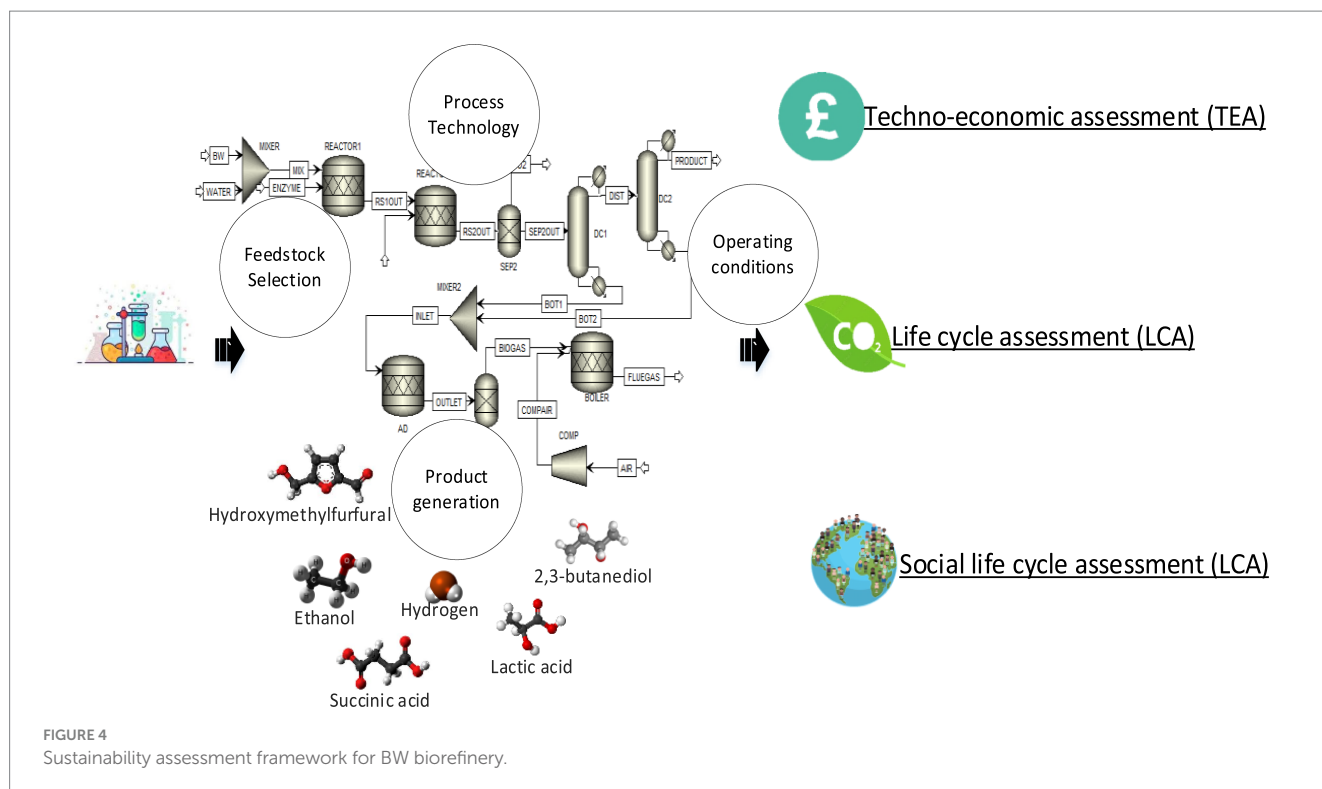 Process
Technology
£
Techno-economic assessment (TEA)
MIXER
REACTOR1
BW
MIX
WATER
ENZYME
RS1OUT
PRODUCT
DIST
DC2
RS2OUT
SEP2
SEP2OUT
DC1
Feedstock
Selection
Operating
conditions
MIXER2
INLET
BOT1
BOT2
BIOGAS
CO2
Life cycle assessment (LCA)
BOILER
FLUEGAS
AD
OUTLET
COMPAIR
COMP
AIR
Product
generation
Hydroxymethylfurfural
2,3-butanediol
Ethanol
Hydrogen
Lactic acid
Succinic acid
Social life cycle assessment (LCA)
FIGURE 4
Sustainability assessment framework for BW biorefinery.